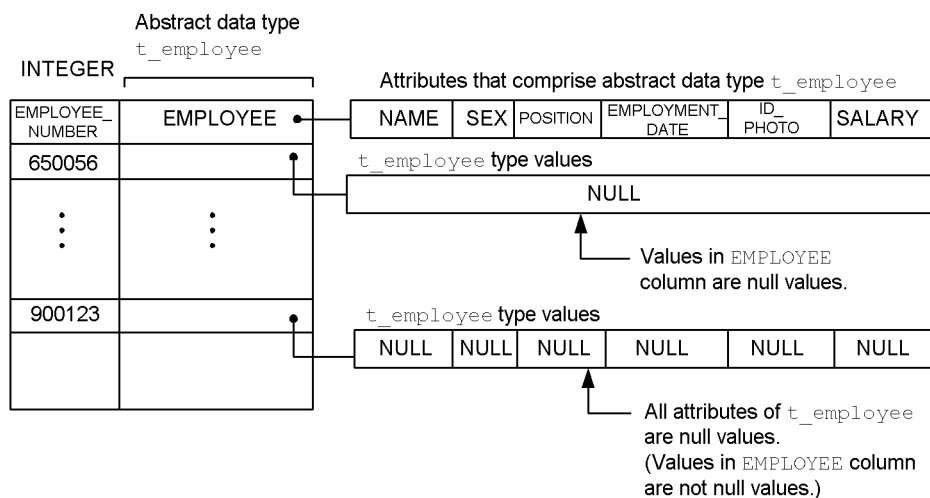 Abstract data type
t_employee
INTEGER
Attributes that comprise abstract data type t_employee
EMPLOYEE_
NUMBER
EMPLOYEE
NAME
SEX
POSITION
EMPLOYMENT_
DATE
ID_
PHOTO
SALARY
650056
t_employee type values
NULL
Values in EMPLOYEE
column are null values.
900123
t_employee type values
NULL
NULL
NULL
NULL
NULL
NULL
All attributes of t_employee
are null values.
(Values in EMPLOYEE column
are not null values.)